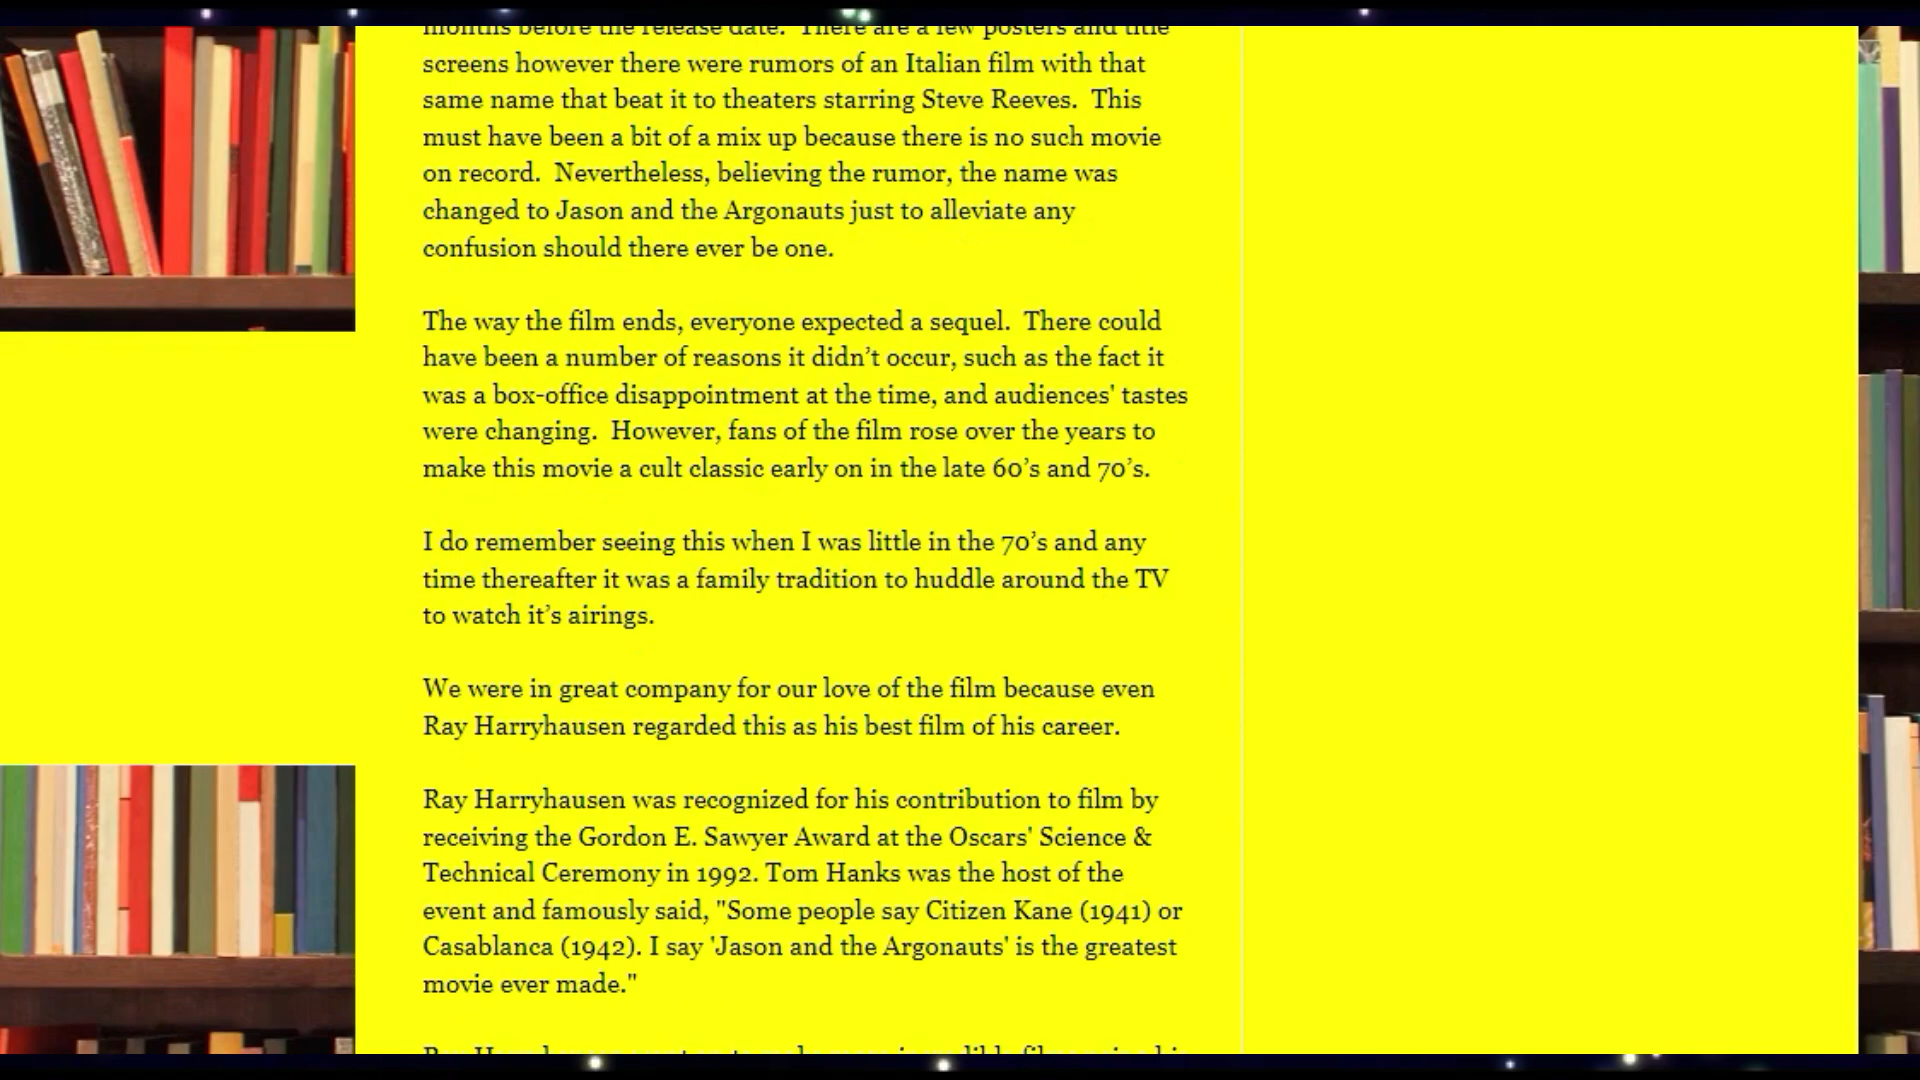 months before the release date.  There are a few posters and title
screens however there were rumors of an Italian film with that
same name that beat it to theaters starring Steve Reeves.  This
must have been a bit of a mix up because there is no such movie
on record.  Nevertheless, believing the rumor, the name was
changed to Jason and the Argonauts just to alleviate any
confusion should there ever be one.
The way the film ends, everyone expected a sequel.  There could
have been a number of reasons it didn’t occur, such as the fact it
was a box-office disappointment at the time, and audiences' tastes
were changing.  However, fans of the film rose over the years to
make this movie a cult classic early on in the late 60’s and 70’s.
I do remember seeing this when I was little in the 70’s and any
time thereafter it was a family tradition to huddle around the TV
to watch it’s airings.
We were in great company for our love of the film because even
Ray Harryhausen regarded this as his best film of his career.
Ray Harryhausen was recognized for his contribution to film by
receiving the Gordon E. Sawyer Award at the Oscars' Science &
Technical Ceremony in 1992. Tom Hanks was the host of the
event and famously said, "Some people say Citizen Kane (1941) or
Casablanca (1942). I say 'Jason and the Argonauts' is the greatest
movie ever made."